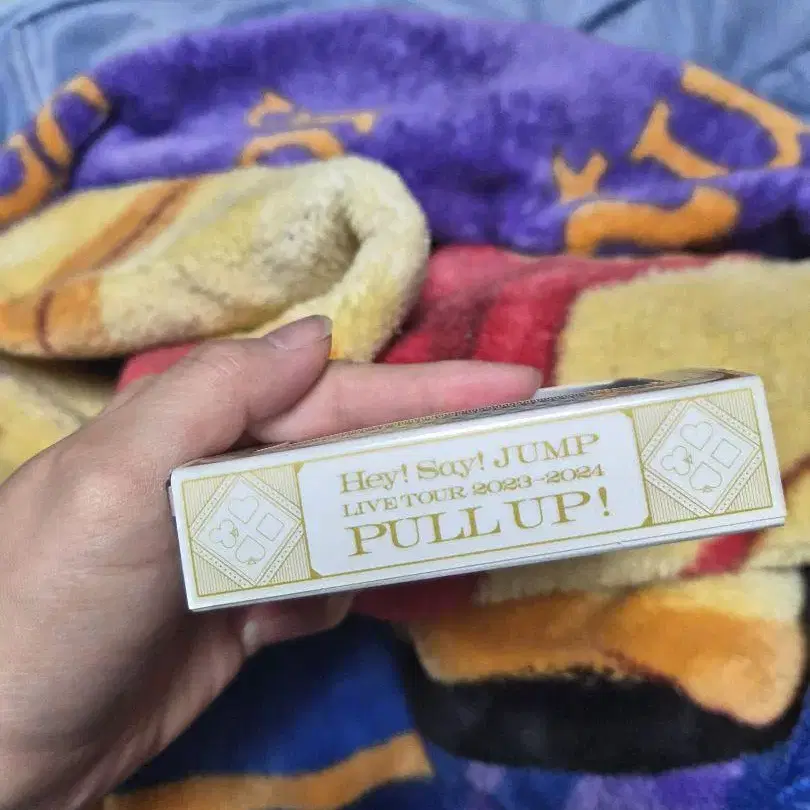 Hey! Say! JUMP
LIVE TOUR 2023-2024
PULL UP!